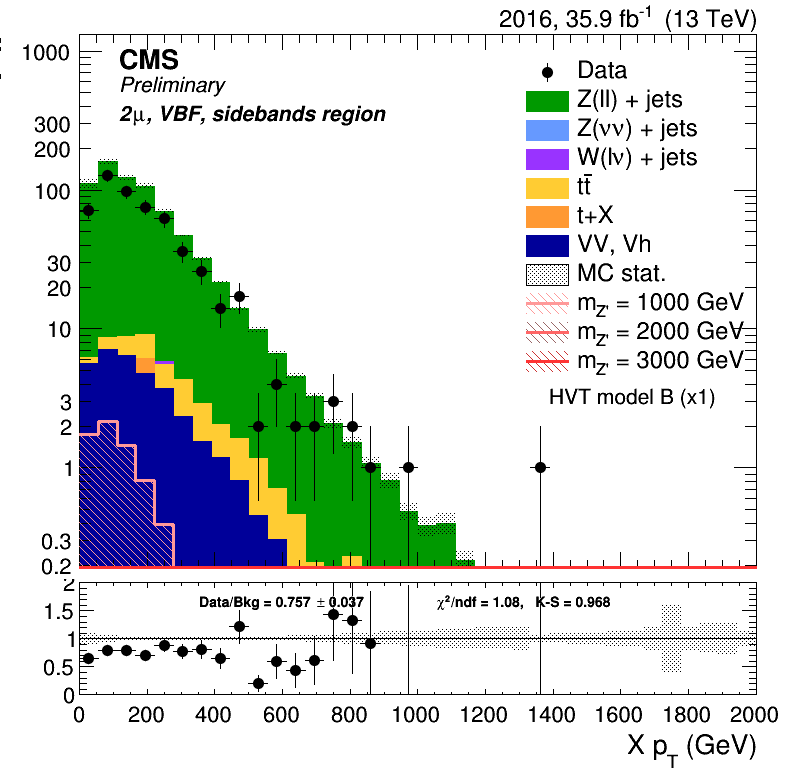 2016, 35.9 fb⁻¹ (13 TeV)
CMS
Preliminary
2μ, VBF, sidebands region
Data
Z(ll) + jets
Z(νν) + jets
W(lν) + jets
tt̄
t+X
VV, Vh
MC stat.
m_Z' = 1000 GeV
m_Z' = 2000 GeV
m_Z' = 3000 GeV
HVT model B (x1)
1000
300
200
100
30
20
10
3
2
1
0.3
0.2
Data/Bkg = 0.757 ± 0.037
χ²/ndf = 1.08, K-S = 0.968
2
1.5
1
0.5
0
0 200 400 600 800 1000 1200 1400 1600 1800 2000
X p_T (GeV)